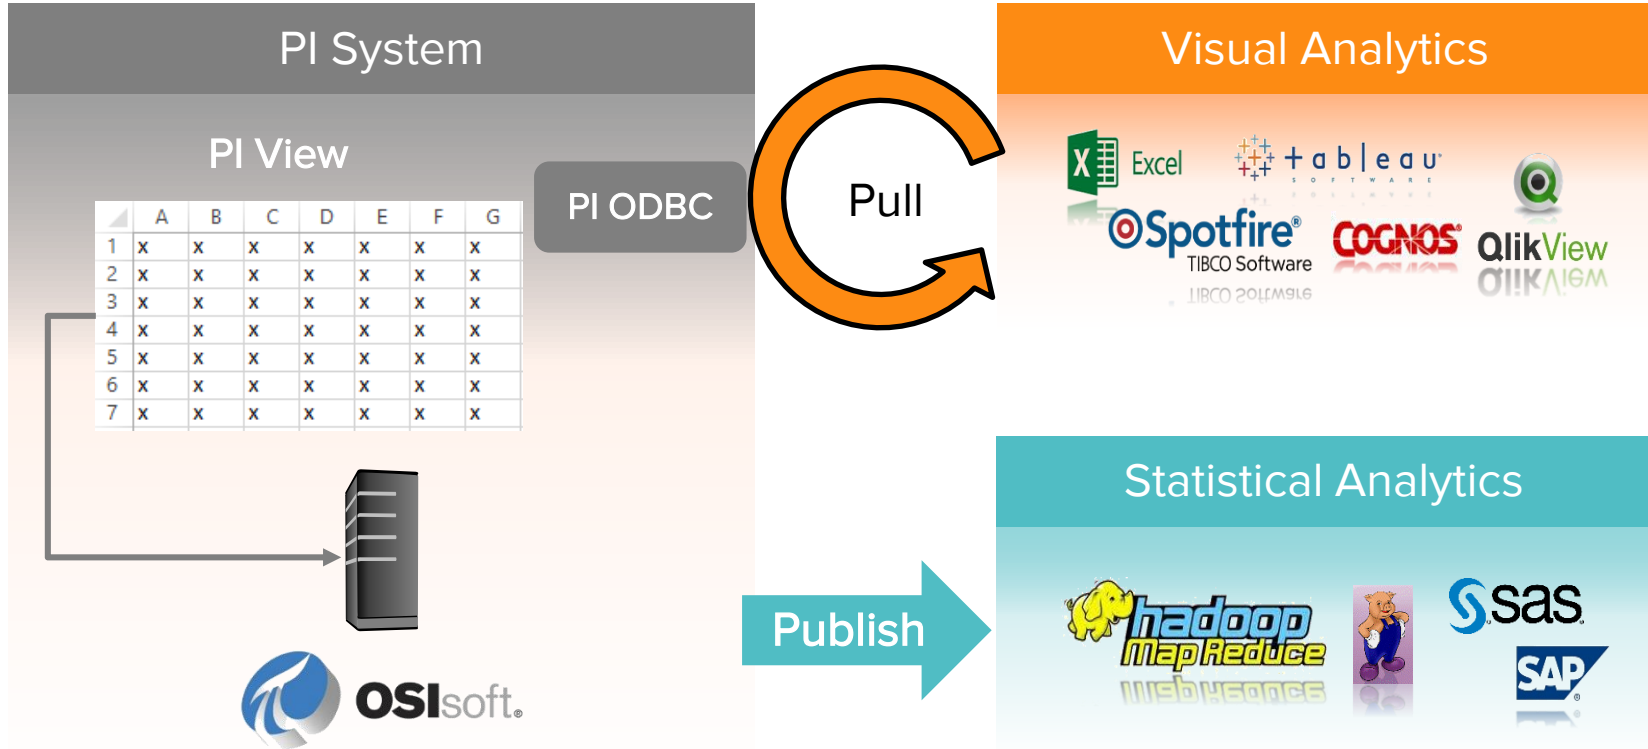 PI System
PI View
A B C D E F G
1 x x x x x x x
2 x x x x x x x
3 x x x x x x x
4 x x x x x x x
5 x x x x x x x
6 x x x x x x x
7 x x x x x x x
PI ODBC
OSIsoft®
Pull
Publish
Visual Analytics
X Excel
+ableau
SOFTWARE
Spotfire®
TIBCO Software
COGNOS®
QlikView
Statistical Analytics
hadoop
Map Reduce
sas
SAP®